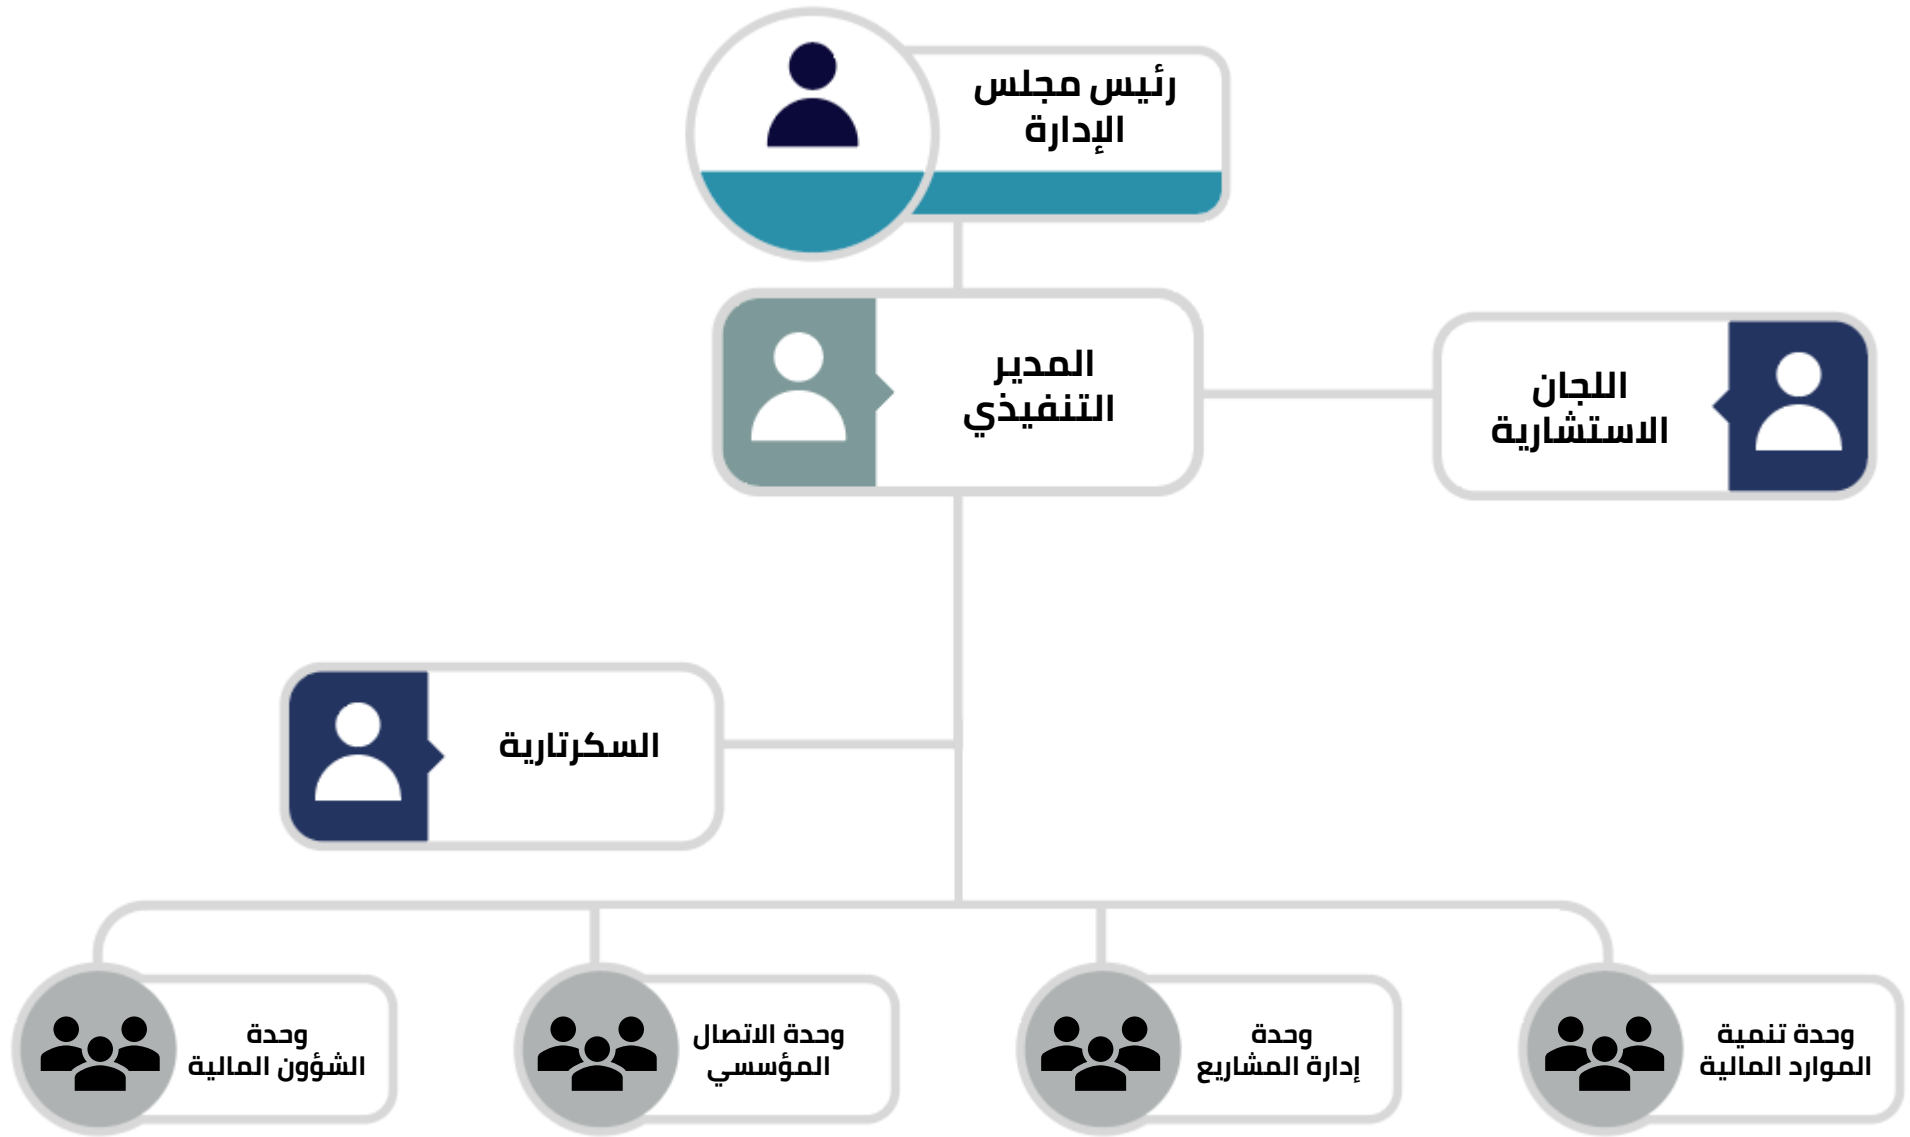 رئيس مجلس
الإدارة
المدير
التنفيذي
اللجان
الاستشارية
السكرتارية
وحدة تنمية
الموارد المالية
وحدة
إدارة المشاريع
وحدة الاتصال
المؤسسي
وحدة
الشؤون المالية